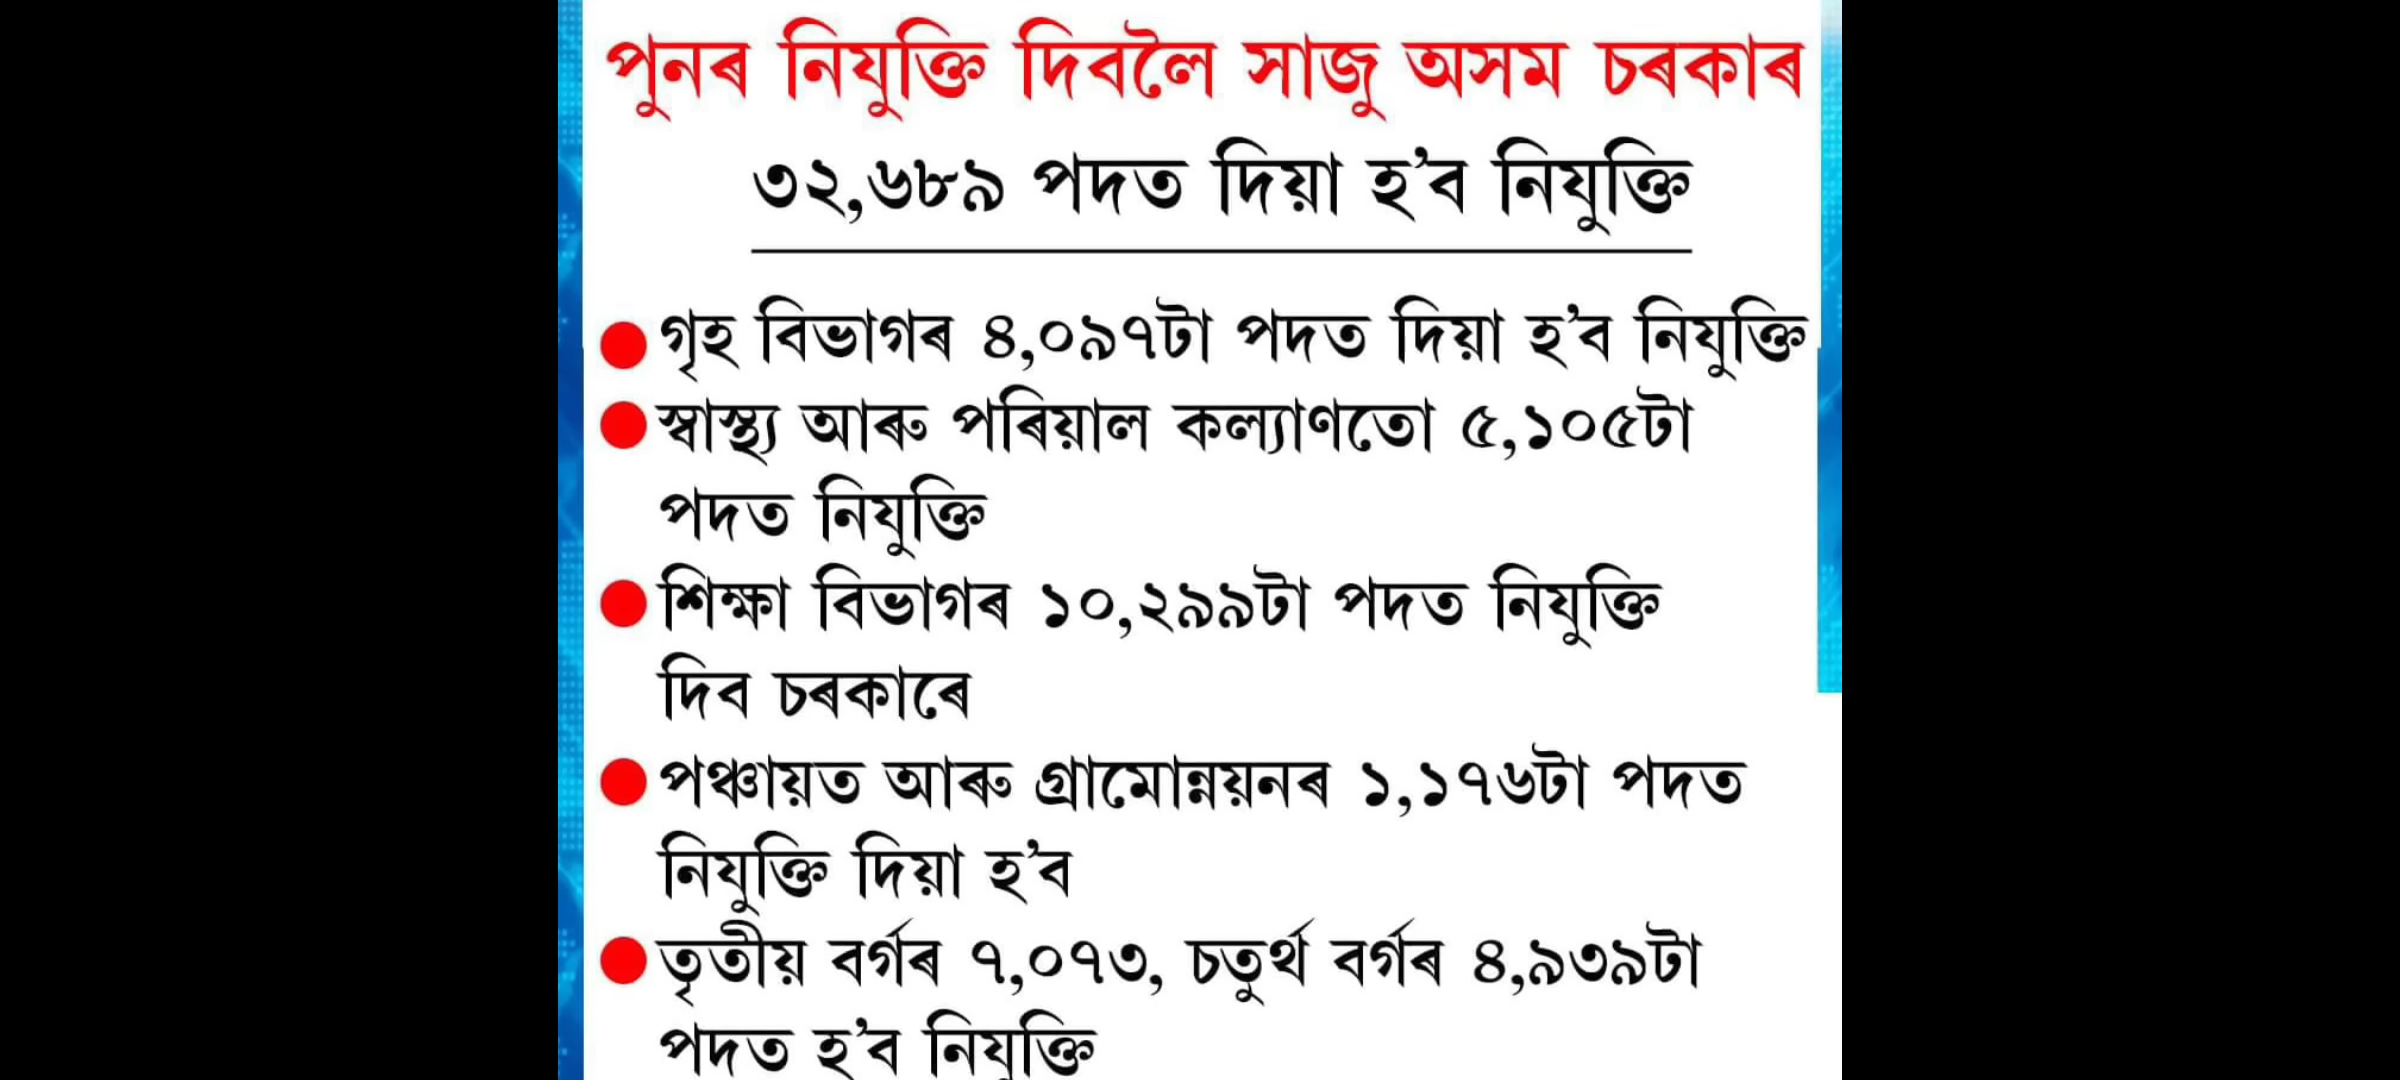 পুনৰ নিযুক্তি দিবলৈ সাজু অসম চৰকাৰ
৩২,৬৮৯ পদত দিয়া হ'ব নিযুক্তি
গৃহ বিভাগৰ ৪,০৯৭টা পদত দিয়া হ'ব নিযুক্তি
স্বাস্থ্য আৰু পৰিয়াল কল্যাণতো ৫,১০৫টা
পদত নিযুক্তি
শিক্ষা বিভাগৰ ১০,২৯৯টা পদত নিযুক্তি
দিব চৰকাৰে
পঞ্চায়ত আৰু গ্ৰামোন্নয়নৰ ১,১৭৬টা পদত
নিযুক্তি দিয়া হ'ব
তৃতীয় বৰ্গৰ ৭,০৭৩, চতুৰ্থ বৰ্গৰ ৪,৯৩৯টা
পদত হ'ব নিযুক্তি